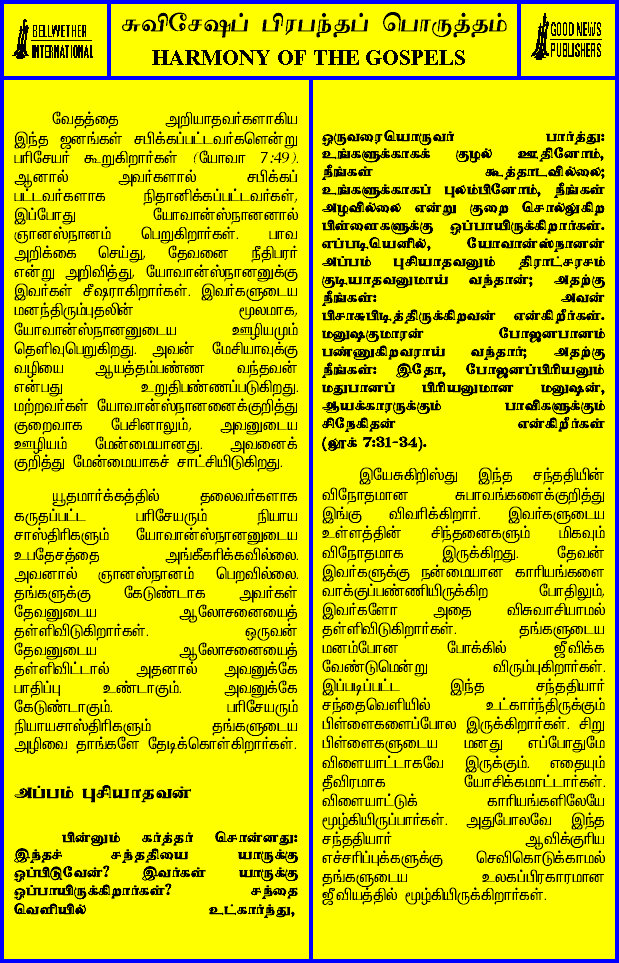 BELLWETHER
INTERNATIONAL
சுவிசேஷப் பிரபந்தப் பொருத்தம்
HARMONY OF THE GOSPELS
GOOD NEWS
PUBLISHERS
வேதத்தை அறியாதவர்களாகிய
இந்த ஜனங்கள் சபிக்கப்பட்டவர்களென்று
பரிசேயர் கூறுகிறார்கள் (யோவா 7:49).
ஆனால் அவர்களால் சபிக்கப்
பட்டவர்களாக நிதானிக்கப்பட்டவர்கள்,
இப்போது யோவான்ஸ்நானனால்
ஞானஸ்நானம் பெறுகிறார்கள். பாவ
அறிக்கை செய்து, தேவனை நீதிபரர்
என்று அறிவித்து, யோவான்ஸ்நானனுக்கு
இவர்கள் சீஷராகிறார்கள். இவர்களுடைய
மனந்திரும்புதலின் மூலமாக,
யோவான்ஸ்நானனுடைய ஊழியமும்
தெளிவுபெறுகிறது. அவன் மேசியாவுக்கு
வழியை ஆயத்தம்பண்ண வந்தவன்
என்பது உறுதிபண்ணப்படுகிறது.
மற்றவர்கள் யோவான்ஸ்நானனைக்குறித்து
குறைவாக பேசினாலும், அவனுடைய
ஊழியம் மேன்மையானது. அவனைக்
குறித்து மேன்மையாகச் சாட்சியிடுகிறது.
யூதமார்க்கத்தில் தலைவர்களாக
கருதப்பட்ட பரிசேயரும் நியாய
சாஸ்திரிகளும் யோவான்ஸ்நானனுடைய
உபதேசத்தை அங்கீகரிக்கவில்லை.
அவனால் ஞானஸ்நானம் பெறவில்லை.
தங்களுக்கு கேடுண்டாக அவர்கள்
தேவனுடைய ஆலோசனையைத்
தள்ளிவிடுகிறார்கள். ஒருவன்
தேவனுடைய ஆலோசனையைத்
தள்ளிவிட்டால் அதனால் அவனுக்கே
பாதிப்பு உண்டாகும். அவனுக்கே
கேடுண்டாகும். பரிசேயரும்
நியாயசாஸ்திரிகளும் தங்களுடைய
அழிவை தாங்களே தேடிக்கொள்கிறார்கள்.
அப்பம் புசியாதவன்
பின்னும் கர்த்தர் சொன்னது:
இந்தச் சந்ததியை யாருக்கு
ஒப்பிடுவேன்? இவர்கள் யாருக்கு
ஒப்பாயிருக்கிறார்கள்? சந்தை
வெளியில் உட்கார்ந்து,
ஒருவரையொருவர் பார்த்து:
உங்களுக்காகக் குழல் ஊதினோம்,
நீங்கள் கூத்தாடவில்லை;
உங்களுக்காகப் புலம்பினோம், நீங்கள்
அழவில்லை என்று குறை சொல்லுகிற
பிள்ளைகளுக்கு ஒப்பாயிருக்கிறார்கள்.
எப்படியெனில், யோவான்ஸ்நானன்
அப்பம் புசியாதவனும் திராட்சரசம்
குடியாதவனுமாய் வந்தான்; அதற்கு
நீங்கள்: அவன்
பிசாசுபிடித்திருக்கிறவன் என்கிறீர்கள்.
மனுஷகுமாரன் போஜனபானம்
பண்ணுகிறவராய் வந்தார்; அதற்கு
நீங்கள்: இதோ, போஜனப்பிரியனும்
மதுபானப் பிரியனுமான மனுஷன்,
ஆயக்காரருக்கும் பாவிகளுக்கும்
சிநேகிதன் என்கிறீர்கள்
(லூக் 7:31-34).
இயேசுகிறிஸ்து இந்த சந்ததியின்
விநோதமான சுபாவங்களைக்குறித்து
இங்கு விவரிக்கிறார். இவர்களுடைய
உள்ளத்தின் சிந்தனைகளும் மிகவும்
விநோதமாக இருக்கிறது. தேவன்
இவர்களுக்கு நன்மையான காரியங்களை
வாக்குப்பண்ணியிருக்கிற போதிலும்,
இவர்களோ அதை விசுவாசியாமல்
தள்ளிவிடுகிறார்கள். தங்களுடைய
மனம்போன போக்கில் ஜீவிக்க
வேண்டுமென்று விரும்புகிறார்கள்.
இப்படிப்பட்ட இந்த சந்ததியார்
சந்தைவெளியில் உட்கார்ந்திருக்கும்
பிள்ளைகளைப்போல இருக்கிறார்கள். சிறு
பிள்ளைகளுடைய மனது எப்போதுமே
விளையாட்டாகவே இருக்கும். எதையும்
தீவிரமாக யோசிக்கமாட்டார்கள்.
விளையாட்டுக் காரியங்களிலேயே
மூழ்கியிருப்பார்கள். அதுபோலவே இந்த
சந்ததியார் ஆவிக்குரிய
எச்சரிப்புக்களுக்கு செவிகொடுக்காமல்
தங்களுடைய உலகப்பிரகாரமான
ஜீவியத்தில் மூழ்கியிருக்கிறார்கள்.